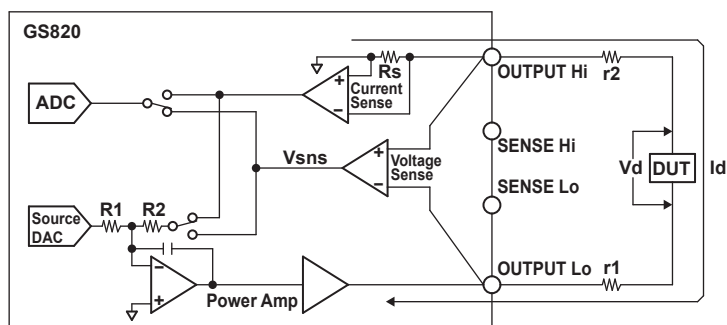 GS820
OUTPUT Hi
r2
Rs
+
−
Current
Sense
ADC
SENSE Hi
Vsns
+
−
Voltage
Sense
Vd
DUT
Id
SENSE Lo
Source
DAC
R1
R2
OUTPUT Lo
r1
−
+
Power Amp